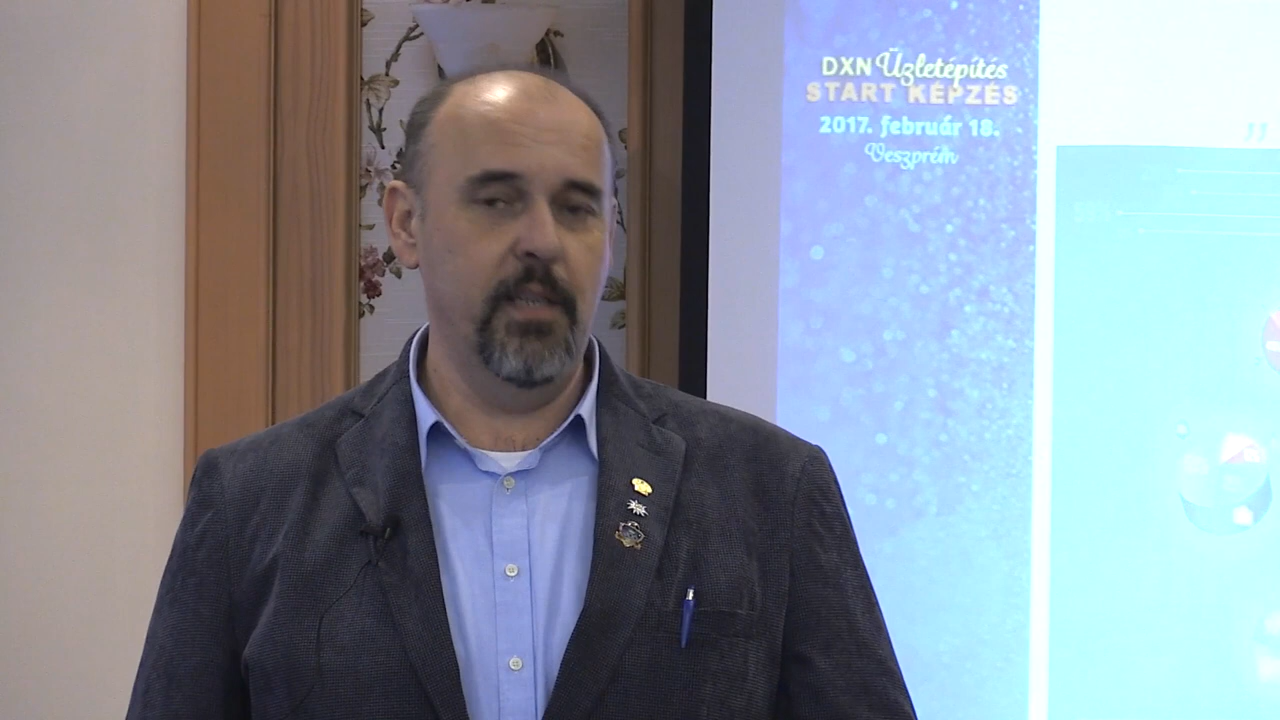 DXN Üzletépítés
START KÉPZÉS
2017. február 18.
Veszprém
„